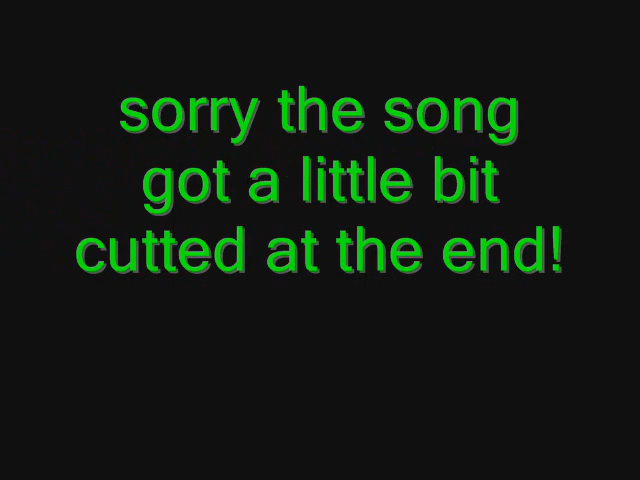 sorry the song
got a little bit
cutted at the end!